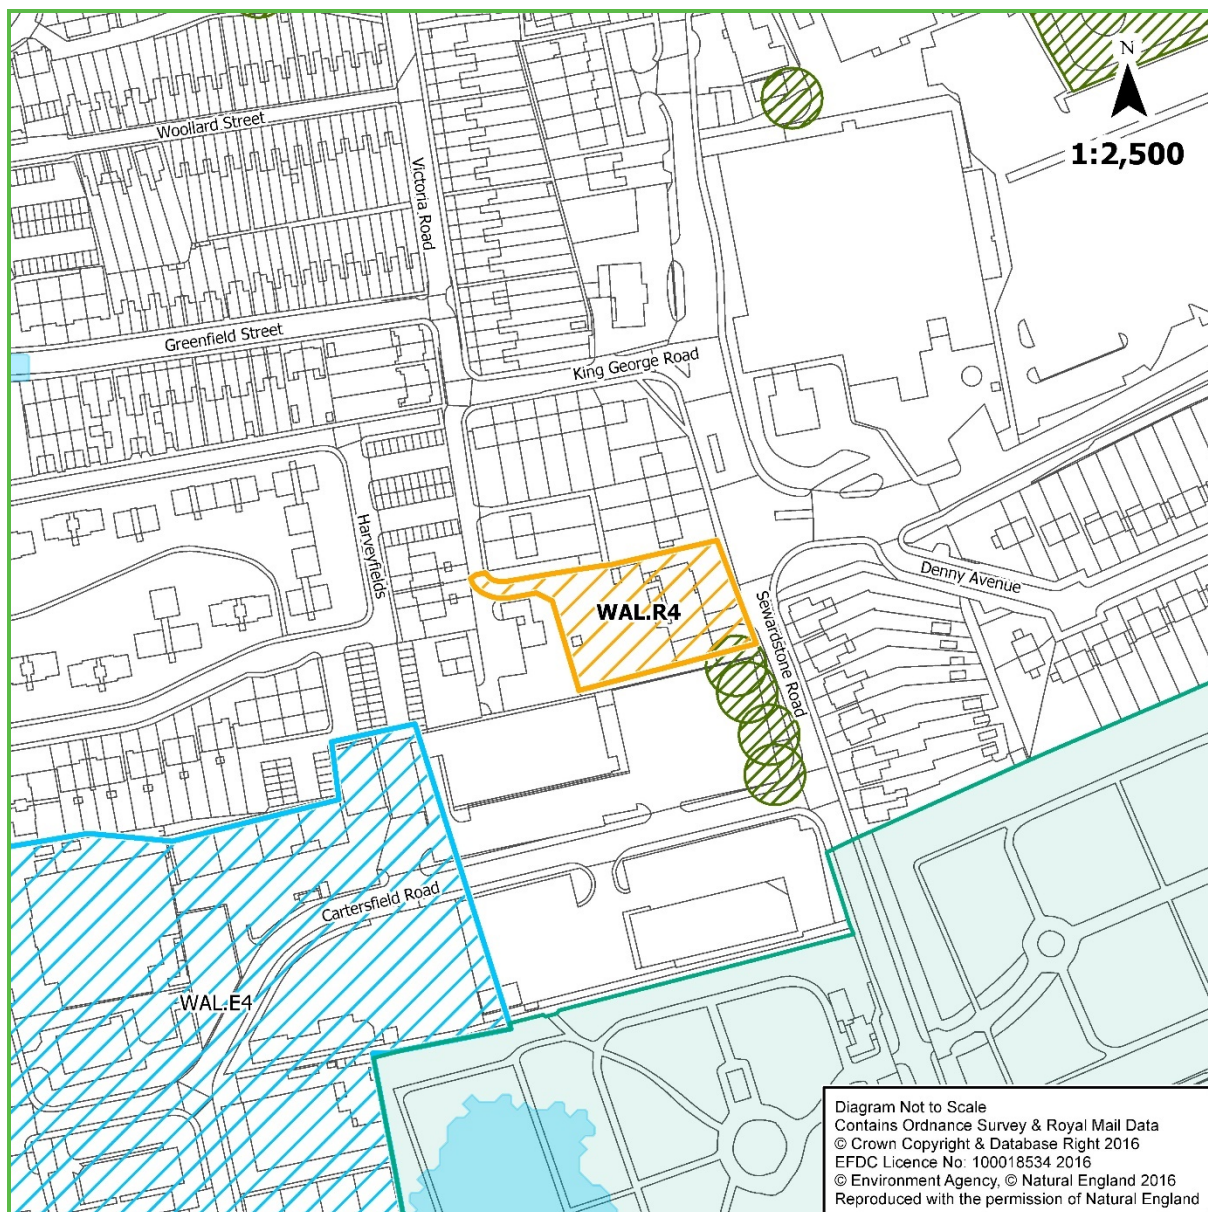 N
1:2,500
Woollard Street
Victoria Road
Greenfield Street
King George Road
Harveyfields
Denny Avenue
WAL.R4
Sewardstone Road
Cartersfield Road
WAL.E4
Diagram Not to Scale
Contains Ordnance Survey & Royal Mail Data
© Crown Copyright & Database Right 2016
EFDC Licence No: 100018534 2016
© Environment Agency, © Natural England 2016
Reproduced with the permission of Natural England